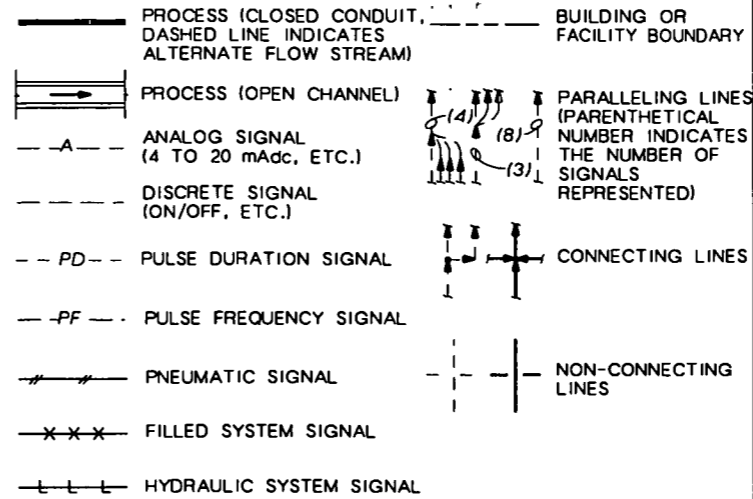 PROCESS (CLOSED CONDUIT,
DASHED LINE INDICATES
ALTERNATE FLOW STREAM)
PROCESS (OPEN CHANNEL)
A
ANALOG SIGNAL
(4 TO 20 mAdc, ETC.)
DISCRETE SIGNAL
(ON/OFF, ETC.)
PD
PULSE DURATION SIGNAL
PF
PULSE FREQUENCY SIGNAL
PNEUMATIC SIGNAL
X X X
FILLED SYSTEM SIGNAL
L L L
HYDRAULIC SYSTEM SIGNAL
BUILDING OR
FACILITY BOUNDARY
(4)
(8)
(3)
PARALLELING LINES
(PARENTHETICAL
NUMBER INDICATES
THE NUMBER OF
SIGNALS
REPRESENTED)
CONNECTING LINES
NON-CONNECTING
LINES